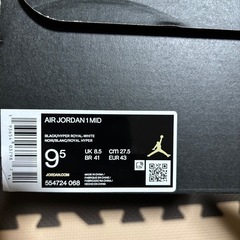 AIR JORDAN 1 MID
BLACK/HYPER ROYAL-WHITE
NOIR/BLANC/ROYAL HYPER
9.5
UK 8.5
cm 27.5
BR 41
EUR 43
JORDAN.COM
554724 068